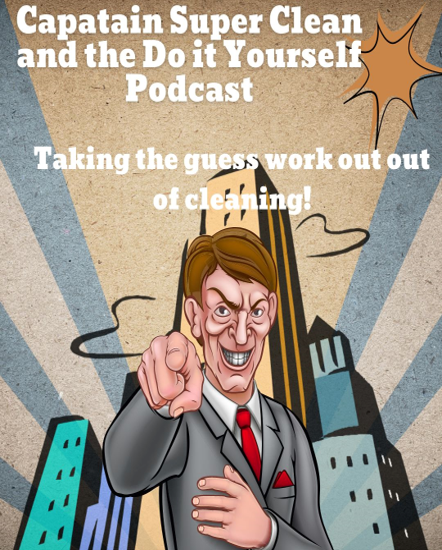 Capatain Super Clean
and the Do it Yourself
Podcast
Taking the guess work out out
of cleaning!